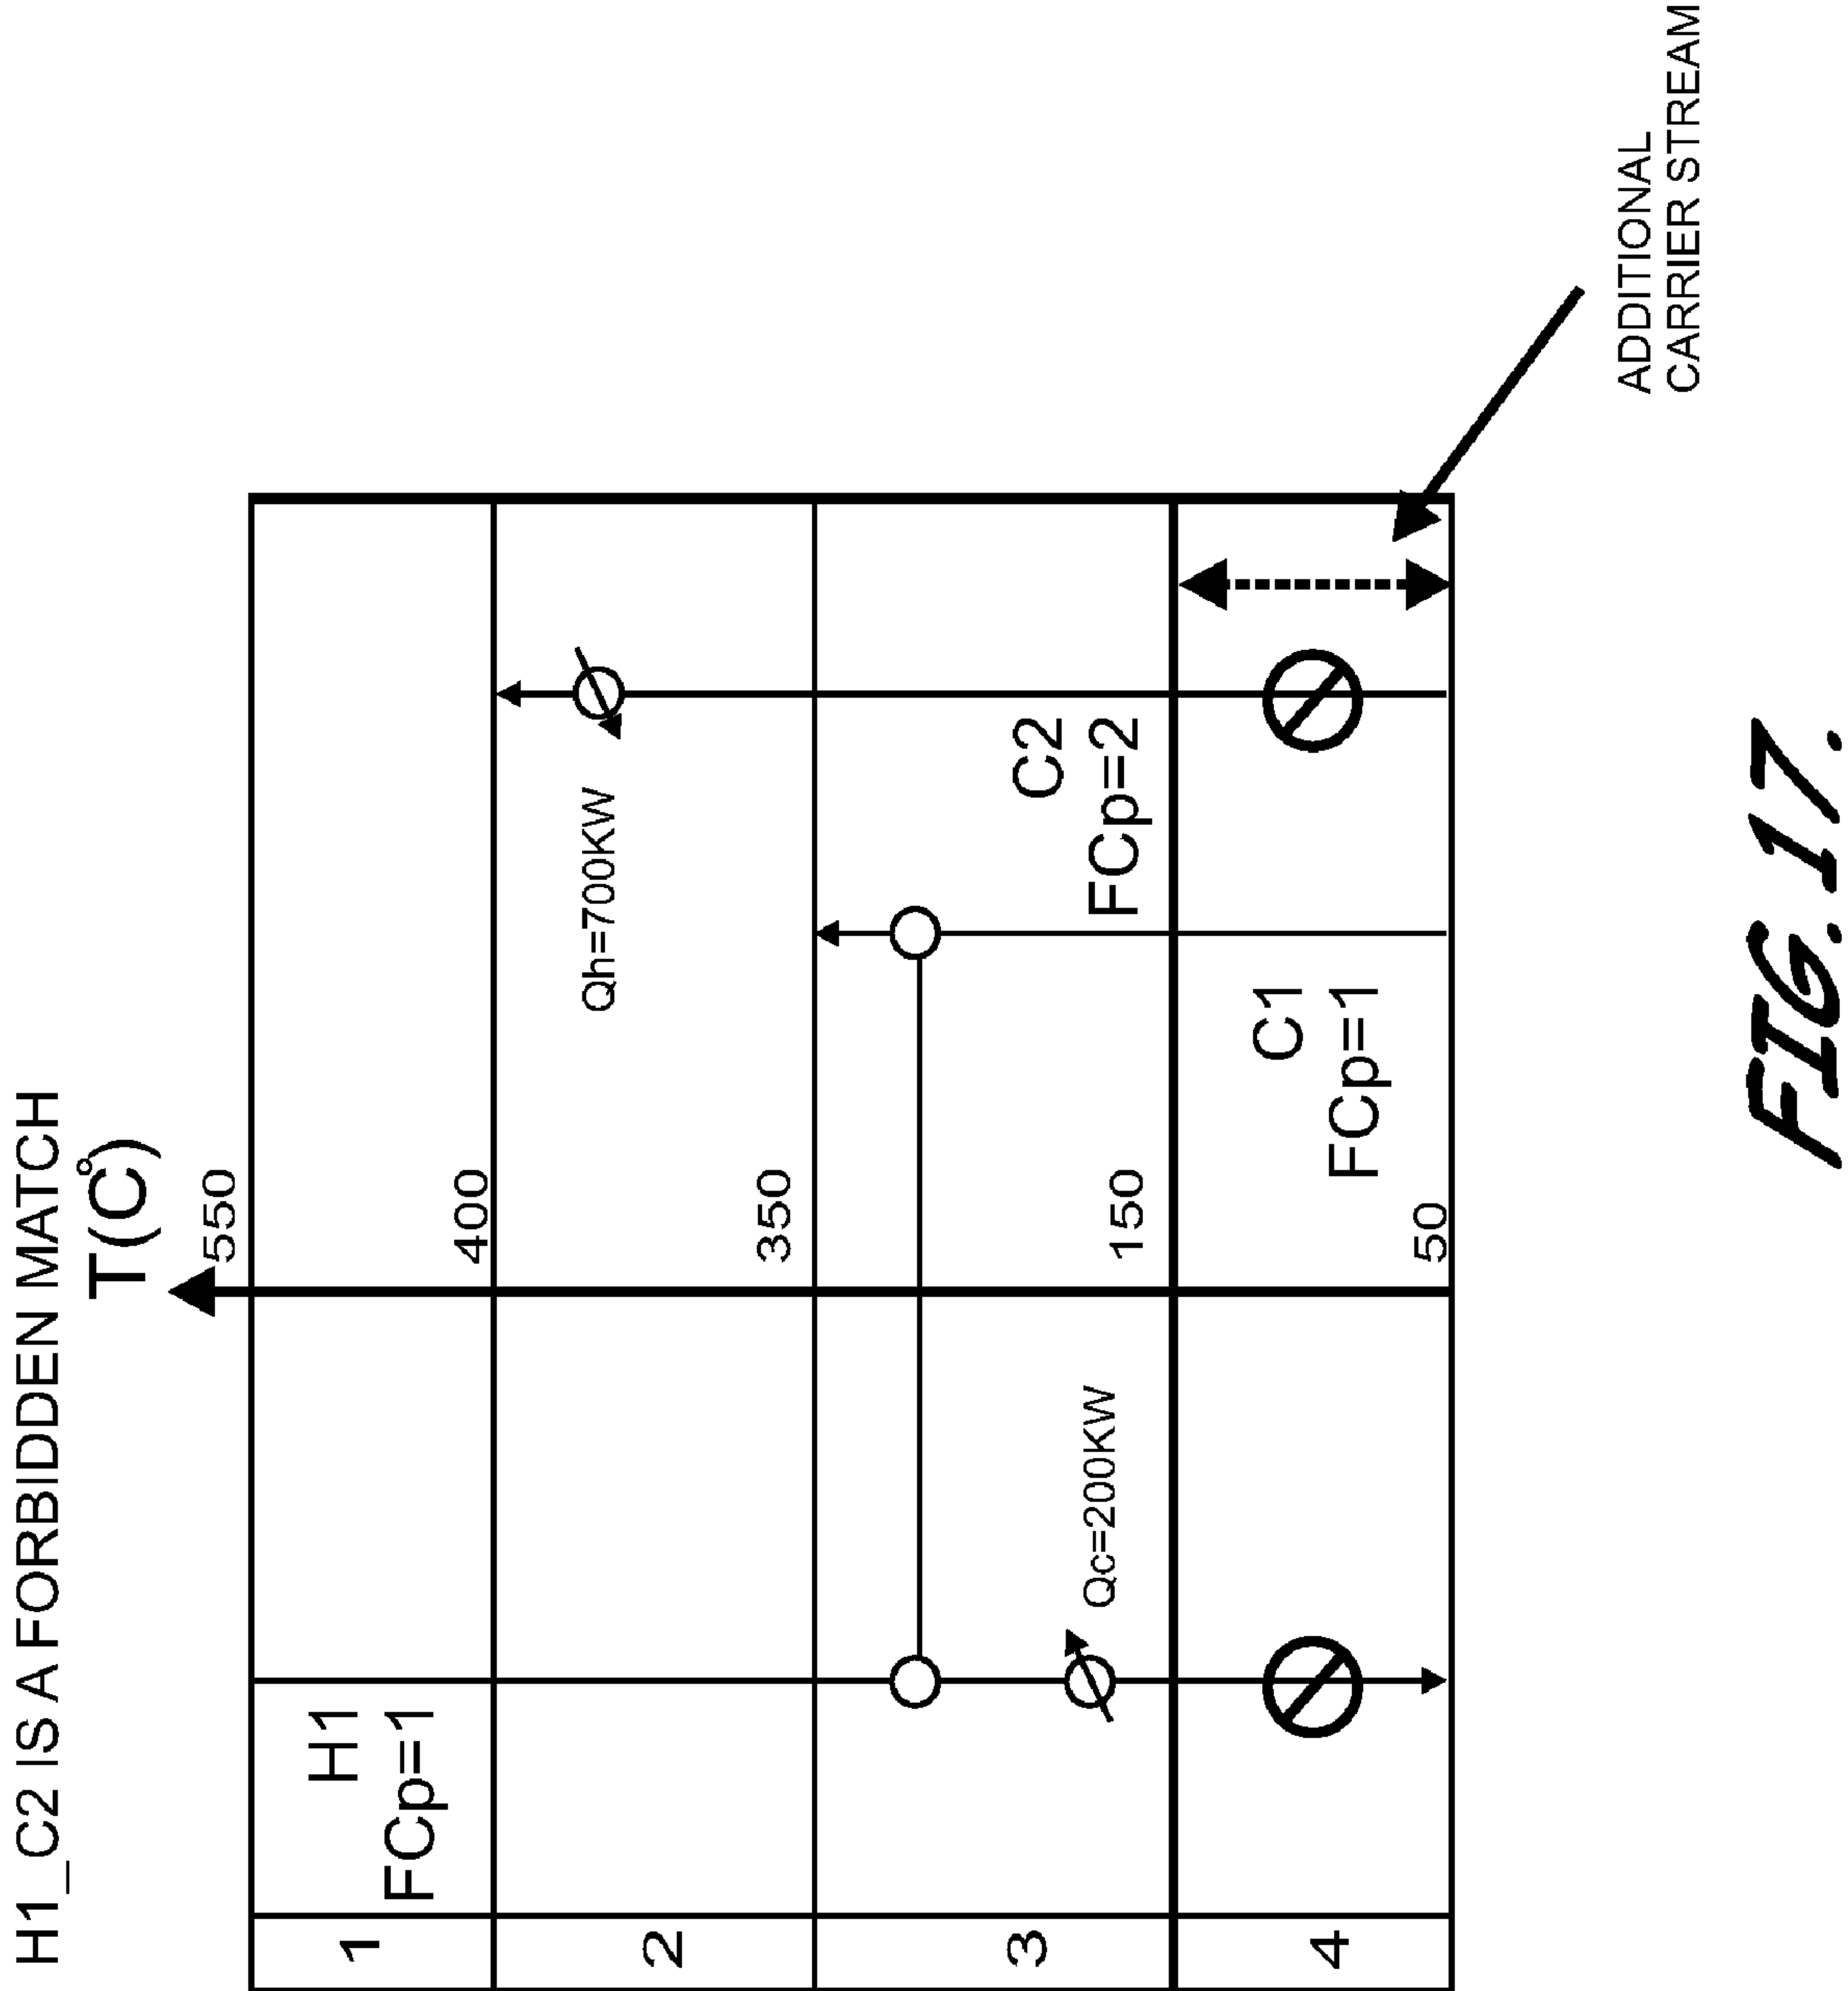 H1_C2 IS A FORBIDDEN MATCH
T(C°)
550
1
H1
FCp=1
400
2
Qh=700KW
350
3
C2
FCp=2
Qc=200KW
150
4
C1
FCp=1
50
ADDITIONAL
CARRIER STREAM
FIG. 17.